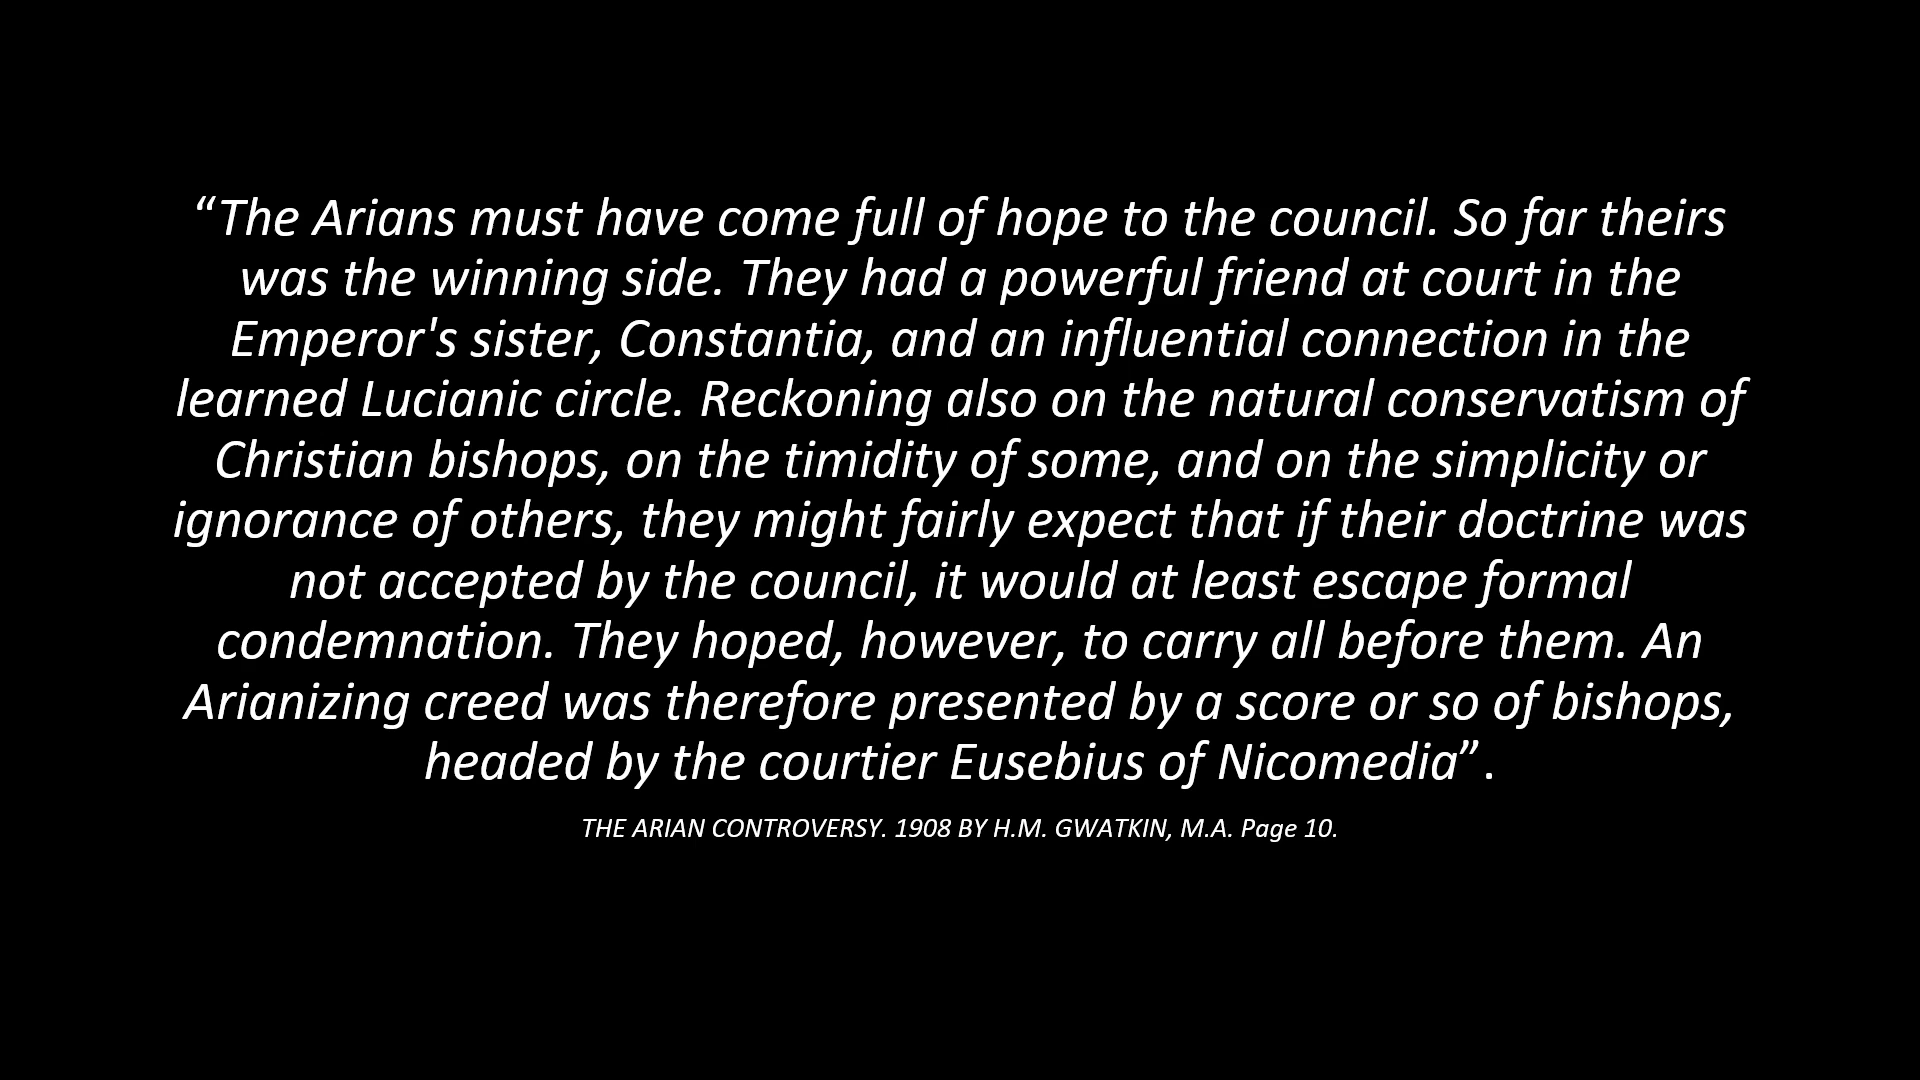 “The Arians must have come full of hope to the council. So far theirs
was the winning side. They had a powerful friend at court in the
Emperor's sister, Constantia, and an influential connection in the
learned Lucianic circle. Reckoning also on the natural conservatism of
Christian bishops, on the timidity of some, and on the simplicity or
ignorance of others, they might fairly expect that if their doctrine was
not accepted by the council, it would at least escape formal
condemnation. They hoped, however, to carry all before them. An
Arianizing creed was therefore presented by a score or so of bishops,
headed by the courtier Eusebius of Nicomedia”.
THE ARIAN CONTROVERSY. 1908 BY H.M. GWATKIN, M.A. Page 10.